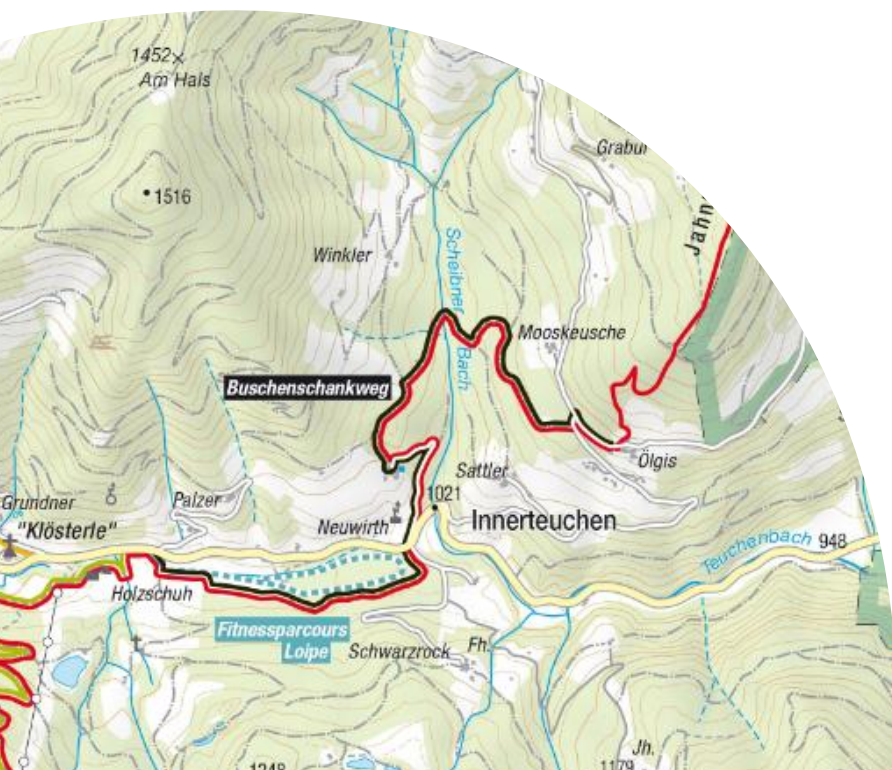 1452
Am Hals
Grabur
1516
Jahn
Winkler
Scheibner
Bach
Mooskeusche
Buschenschankweg
Ölgis
Sattler
1021
Grundner
Palzer
"Klösterle"
Neuwirth
Innerteuchen
Teuchenbach
948
Holzschuh
Fitnessparcours
Loipe
Schwarzrock
Fh.
Jh.
1179